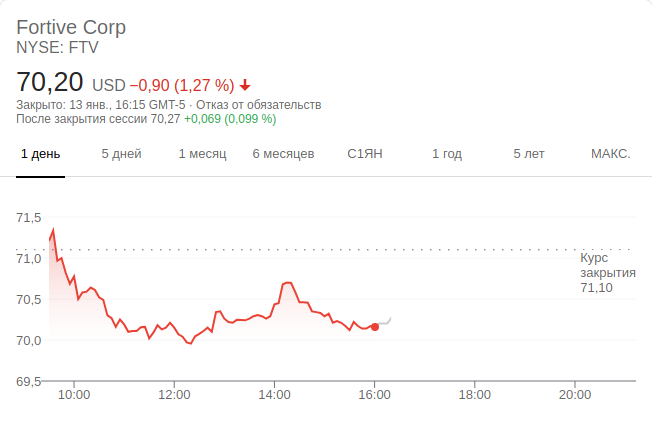 Fortive Corp
NYSE: FTV
70,20 USD −0,90 (1,27 %)
Закрыто: 13 янв., 16:15 GMT-5 · Отказ от обязательств
После закрытия сессии 70,27 +0,069 (0,099 %)
1 день 5 дней 1 месяц 6 месяцев С1ЯН 1 год 5 лет МАКС.
71,5
71,0
70,5
70,0
69,5
Курс
закрытия
71,10
10:00 12:00 14:00 16:00 18:00 20:00